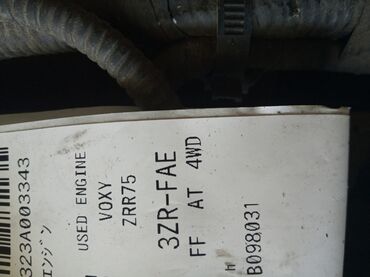 323A003343
エンジン
USED ENGINE
VOXY
ZRR75
3ZR-FAE
FF AT 4WD
B098031